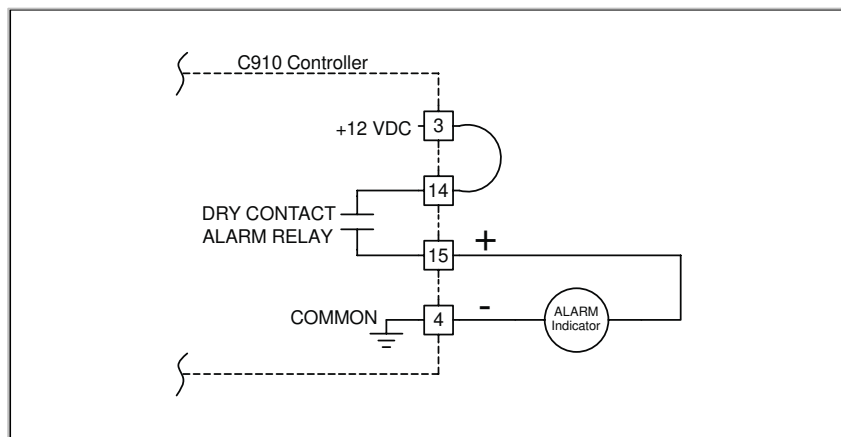 C910 Controller
+12 VDC
3
14
DRY CONTACT
ALARM RELAY
15
+
COMMON
4
-
ALARM
Indicator